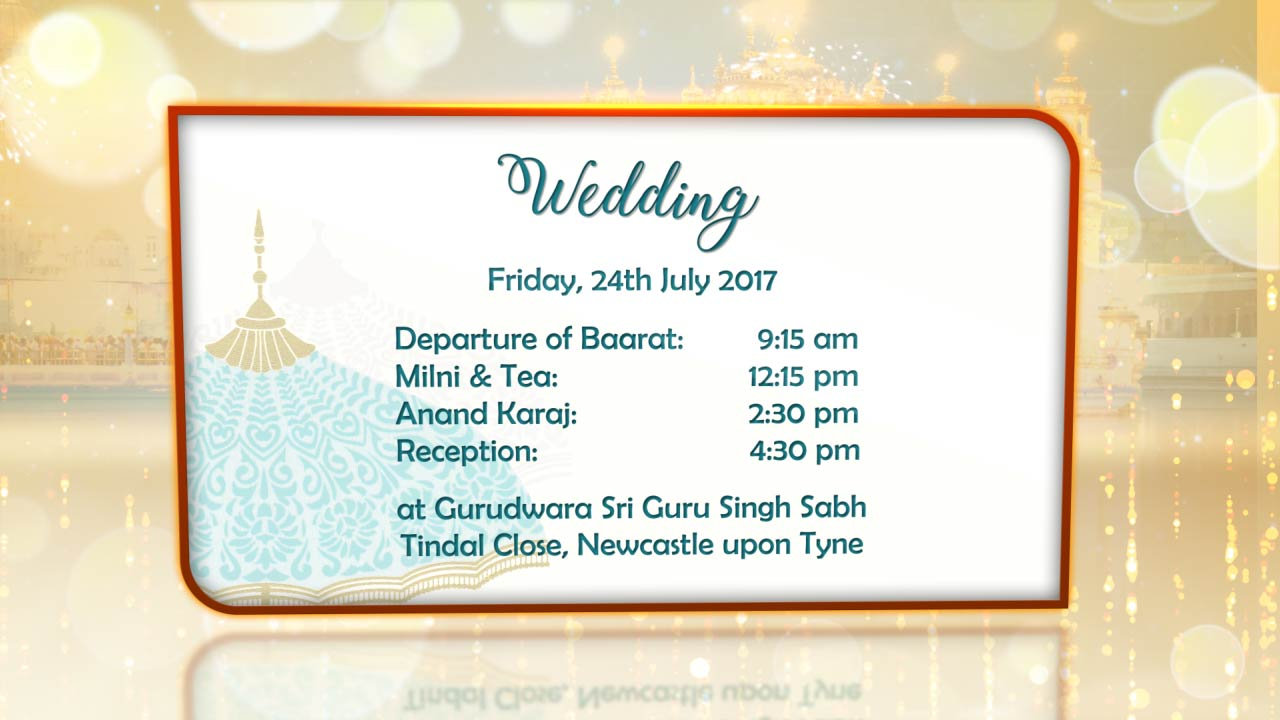 Wedding
Friday, 24th July 2017
Departure of Baarat: 9:15 am
Milni & Tea: 12:15 pm
Anand Karaj: 2:30 pm
Reception: 4:30 pm
at Gurudwara Sri Guru Singh Sabh
Tindal Close, Newcastle upon Tyne